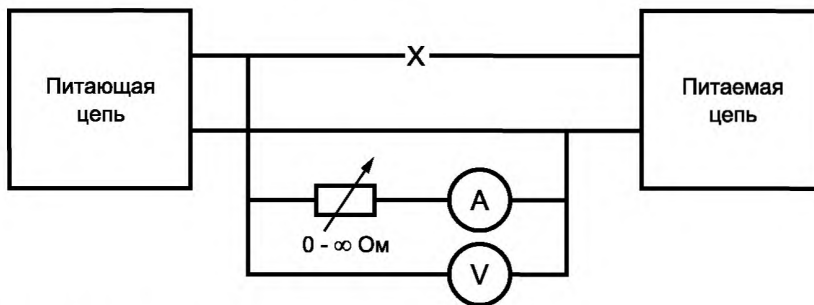 Питающая
цепь
X
Питаемая
цепь
A
0 - ∞ Ом
V